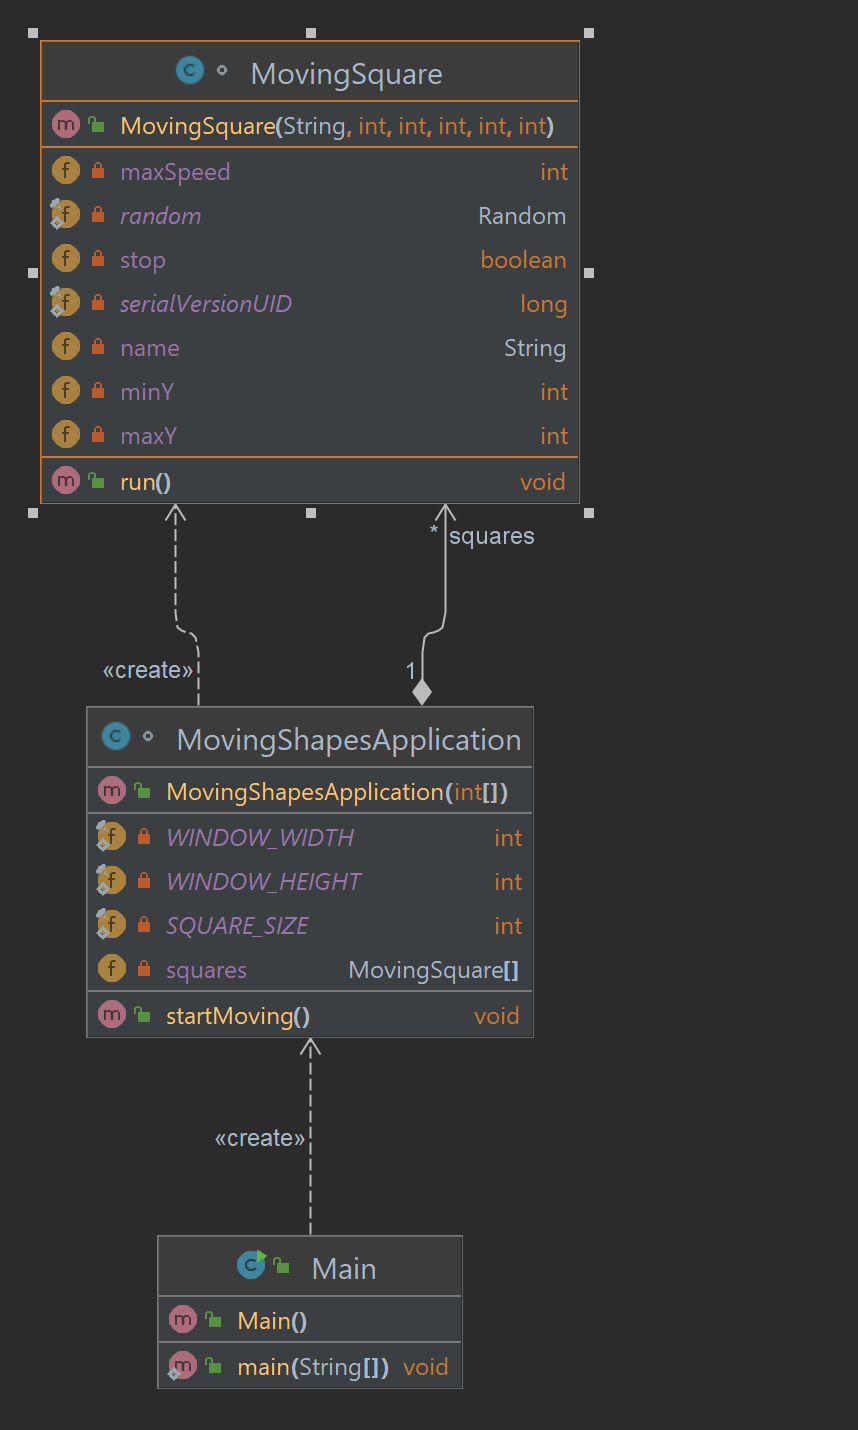 MovingSquare
MovingSquare(String, int, int, int, int, int)
maxSpeed int
random Random
stop boolean
serialVersionUID long
name String
minY int
maxY int
run() void
* squares
«create» 1
MovingShapesApplication
MovingShapesApplication(int[])
WINDOW_WIDTH int
WINDOW_HEIGHT int
SQUARE_SIZE int
squares MovingSquare[]
startMoving() void
«create»
Main
Main()
main(String[]) void